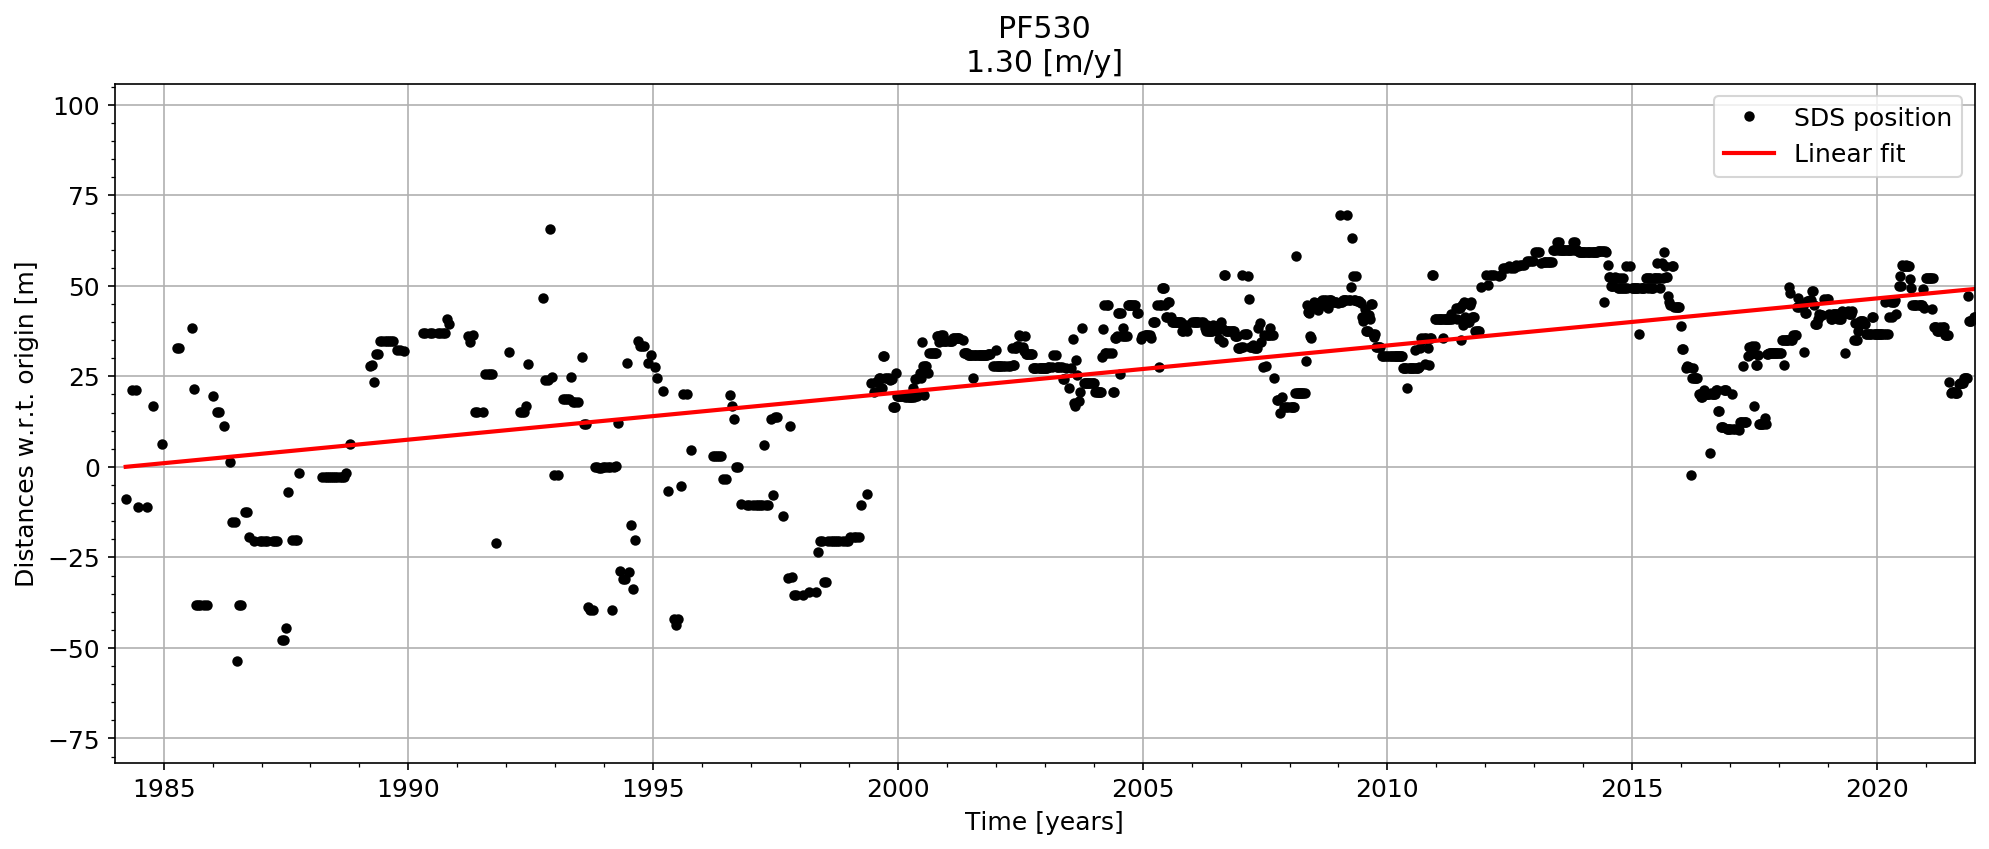 PF530
1.30 [m/y]
SDS position
Linear fit
Distances w.r.t. origin [m]
100
75
50
25
0
−25
−50
−75
1985 1990 1995 2000 2005 2010 2015 2020
Time [years]